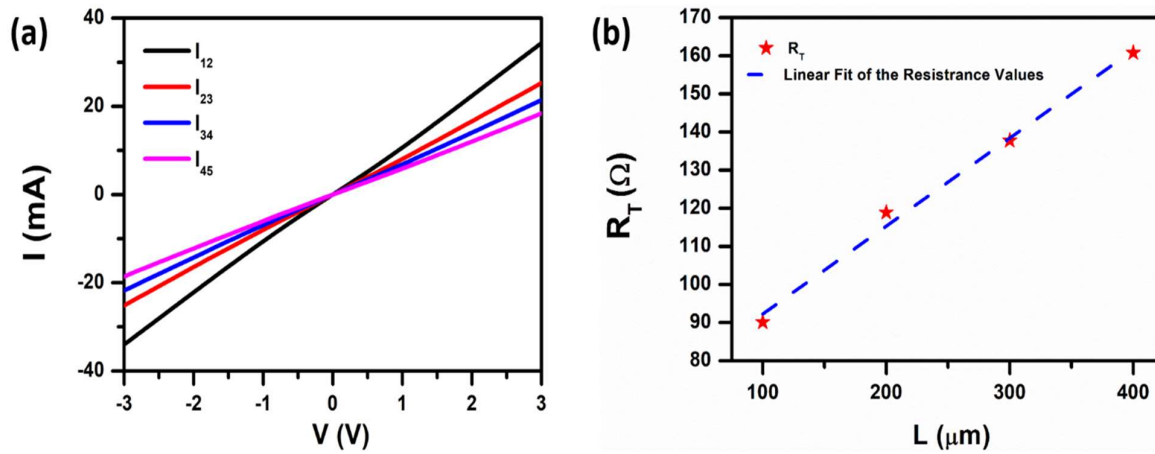 (a)
40
20
0
-20
-40
I (mA)
I12
I23
I34
I45
-3
-2
-1
0
1
2
3
V (V)
(b)
170
160
150
140
130
120
110
100
90
80
RT (Ω)
RT
Linear Fit of the Resistrance Values
100
200
300
400
L (μm)